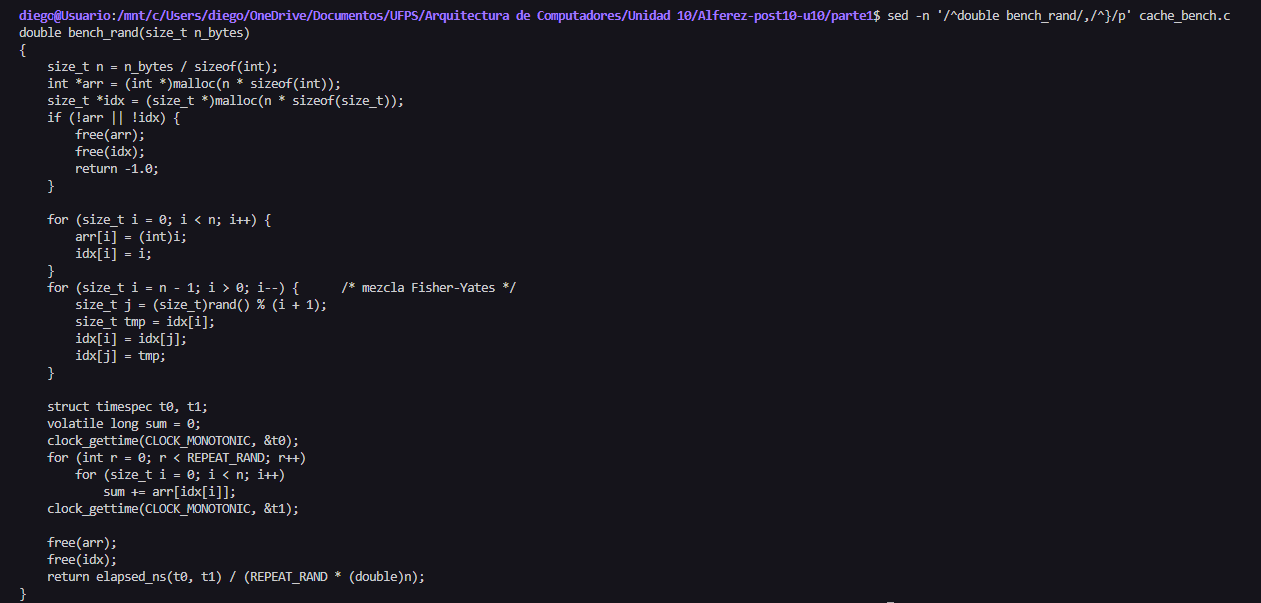 diego@Usuario:/mnt/c/Users/diego/OneDrive/Documentos/UFPS/Arquitectura de Computadores/Unidad 10/Alferez-post10-u10/parte1$ sed -n '/^double bench_rand/,/^}/p' cache_bench.c
double bench_rand(size_t n_bytes)
{
    size_t n = n_bytes / sizeof(int);
    int *arr = (int *)malloc(n * sizeof(int));
    size_t *idx = (size_t *)malloc(n * sizeof(size_t));
    if (!arr || !idx) {
        free(arr);
        free(idx);
        return -1.0;
    }

    for (size_t i = 0; i < n; i++) {
        arr[i] = (int)i;
        idx[i] = i;
    }
    for (size_t i = n - 1; i > 0; i--) {      /* mezcla Fisher-Yates */
        size_t j = (size_t)rand() % (i + 1);
        size_t tmp = idx[i];
        idx[i] = idx[j];
        idx[j] = tmp;
    }

    struct timespec t0, t1;
    volatile long sum = 0;
    clock_gettime(CLOCK_MONOTONIC, &t0);
    for (int r = 0; r < REPEAT_RAND; r++)
        for (size_t i = 0; i < n; i++)
            sum += arr[idx[i]];
    clock_gettime(CLOCK_MONOTONIC, &t1);

    free(arr);
    free(idx);
    return elapsed_ns(t0, t1) / (REPEAT_RAND * (double)n);
}